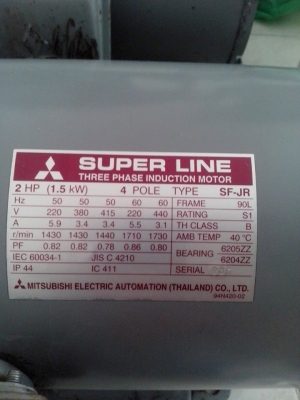 SUPER LINE
THREE PHASE INDUCTION MOTOR
2 HP (1.5 kW) 4 POLE TYPE SF-JR
Hz 50 50 50 60 60 FRAME 90L
V 220 380 415 220 440 RATING S1
A 5.9 3.4 3.4 5.5 3.1 TH CLASS B
r/min 1430 1430 1440 1710 1730 AMB TEMP 40 °C
PF 0.82 0.82 0.78 0.86 0.80 BEARING 6205ZZ
IEC 60034-1 JIS C 4210 6204ZZ
IP 44 IC 411 SERIAL
MITSUBISHI ELECTRIC AUTOMATION (THAILAND) CO., LTD.
94N420-02